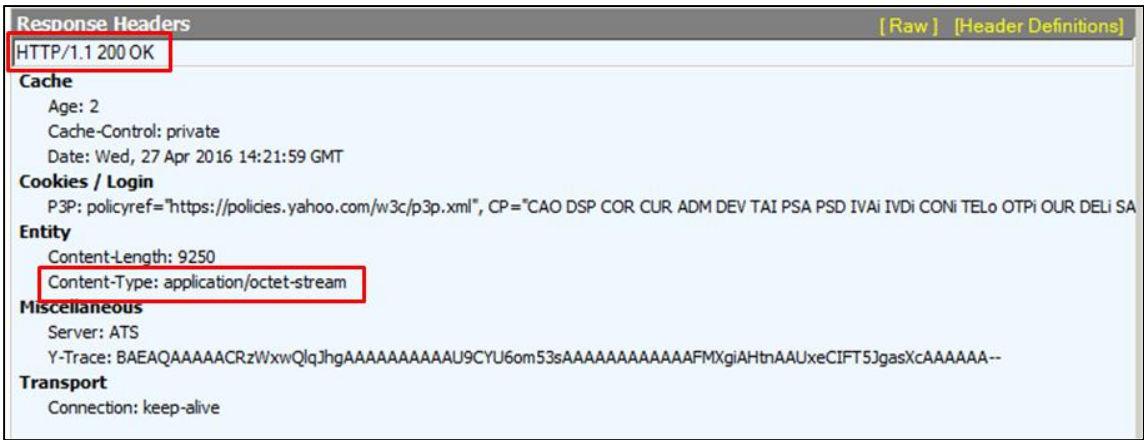 Response Headers [ Raw ] [Header Definitions]
HTTP/1.1 200 OK
Cache
Age: 2
Cache-Control: private
Date: Wed, 27 Apr 2016 14:21:59 GMT
Cookies / Login
P3P: policyref="https://policies.yahoo.com/w3c/p3p.xml", CP="CAO DSP COR CUR ADM DEV TAI PSA PSD IVAi IVDi CONi TELo OTPi OUR DELi SA
Entity
Content-Length: 9250
Content-Type: application/octet-stream
Miscellaneous
Server: ATS
Y-Trace: BAEAQAAAAACRzWxwQlqJhgAAAAAAAAAAU9CYU6om53sAAAAAAAAAAAAFMXgiAHtnAAUxeCIFT5JgasXcAAAAAA--
Transport
Connection: keep-alive